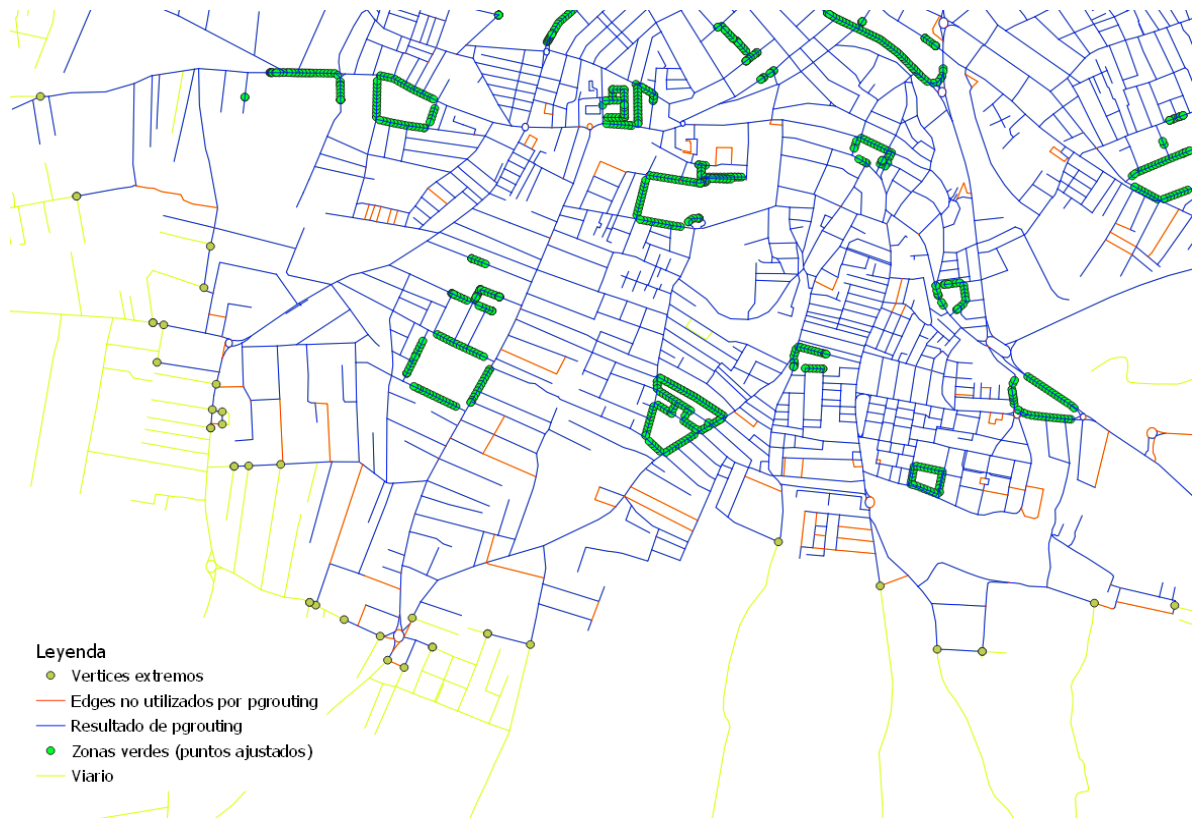 Leyenda
Vertices extremos
Edges no utilizados por pgrouting
Resultado de pgrouting
Zonas verdes (puntos ajustados)
Viario